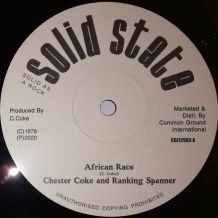 solid state
SOLID AS
A ROCK
Produced By
C.Coke
(C)1978
(P)2020
Marketed &
Distr. By
Common Ground
International
African Race
(C. Coke)
Chester Coke and Ranking Spanner
UNAUTHORISED COPYING PROHIBITED